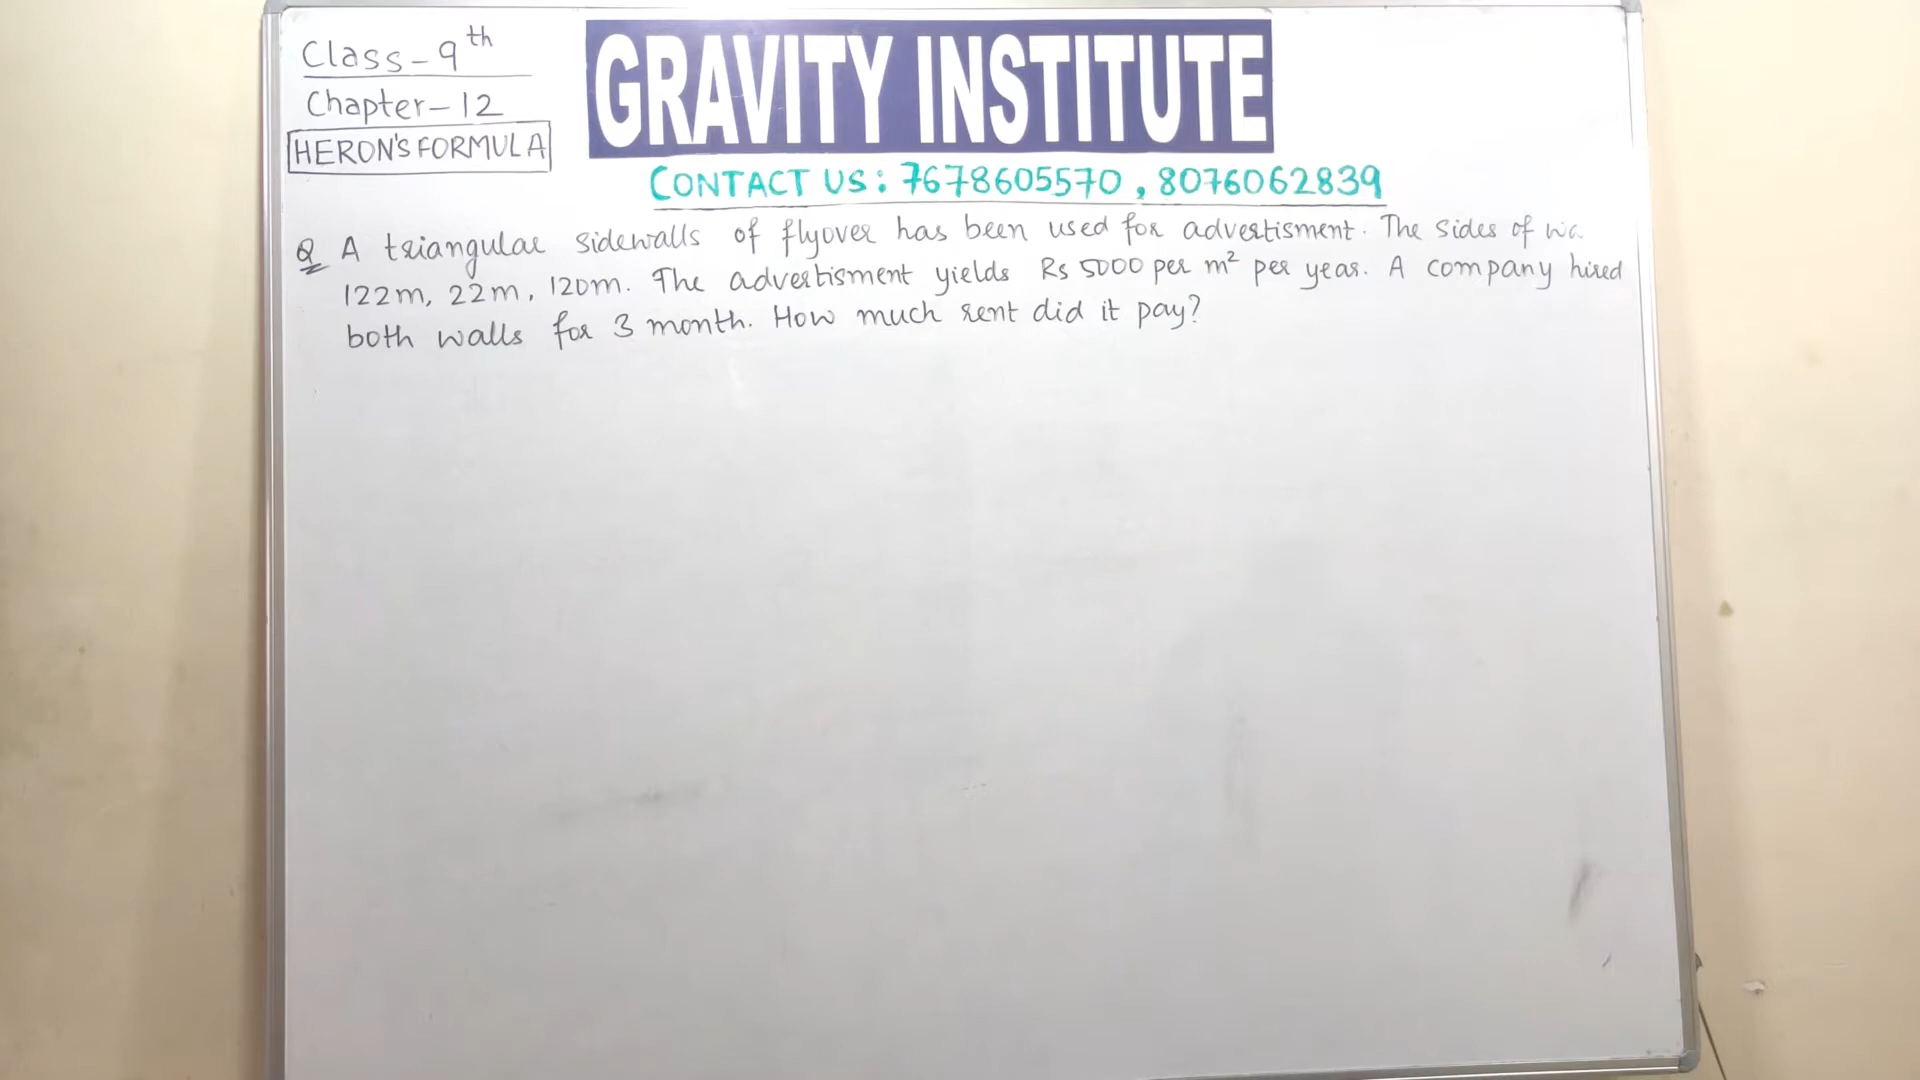 Class-9th
Chapter-12
HERON'S FORMULA
GRAVITY INSTITUTE
CONTACT US: 7678605570, 8076062839
Q A triangular sidewalls of flyover has been used for advertisment. The sides of
122m, 22m, 120m. The advertisment yields Rs 5000 per m² per year. A company hired
both walls for 3 month. How much rent did it pay?